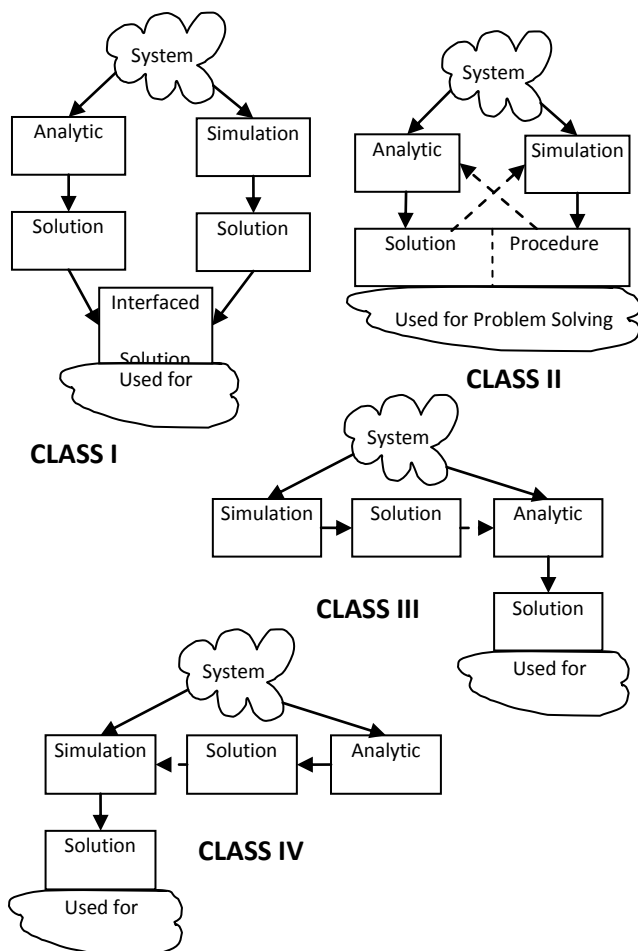 System
Analytic
Simulation
Solution
Solution
Interfaced
Solution
Used for
CLASS I
System
Analytic
Simulation
Solution
Procedure
Used for Problem Solving
CLASS II
System
Simulation
Solution
Analytic
CLASS III
Solution
Used for
System
Simulation
Solution
Analytic
Solution
CLASS IV
Used for